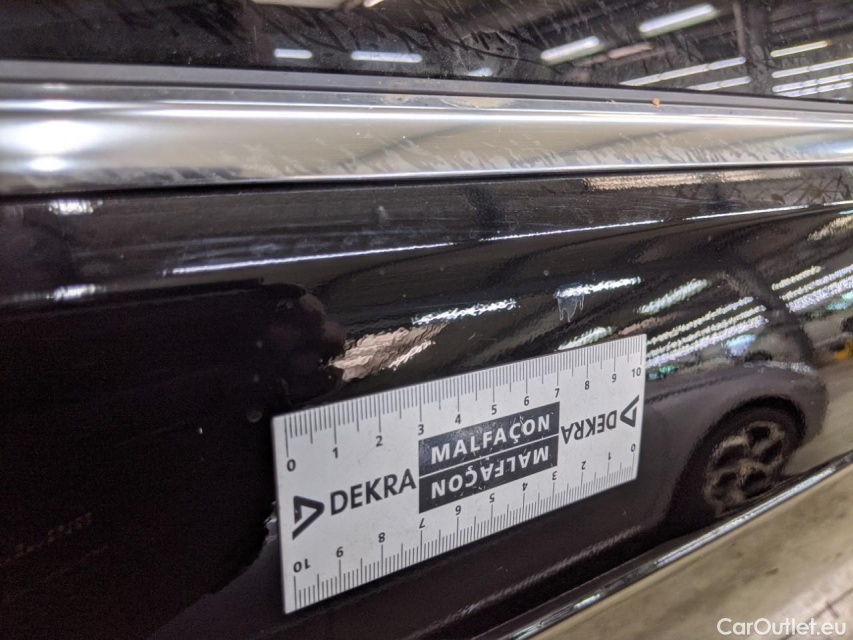 0 1 2 3 4 5 6 7 8 9 10
DEKRA MALFAÇON DEKRA
MALFAÇON
10 9 8 7 6 5 4 3 2 1 0
CarOutlet.eu